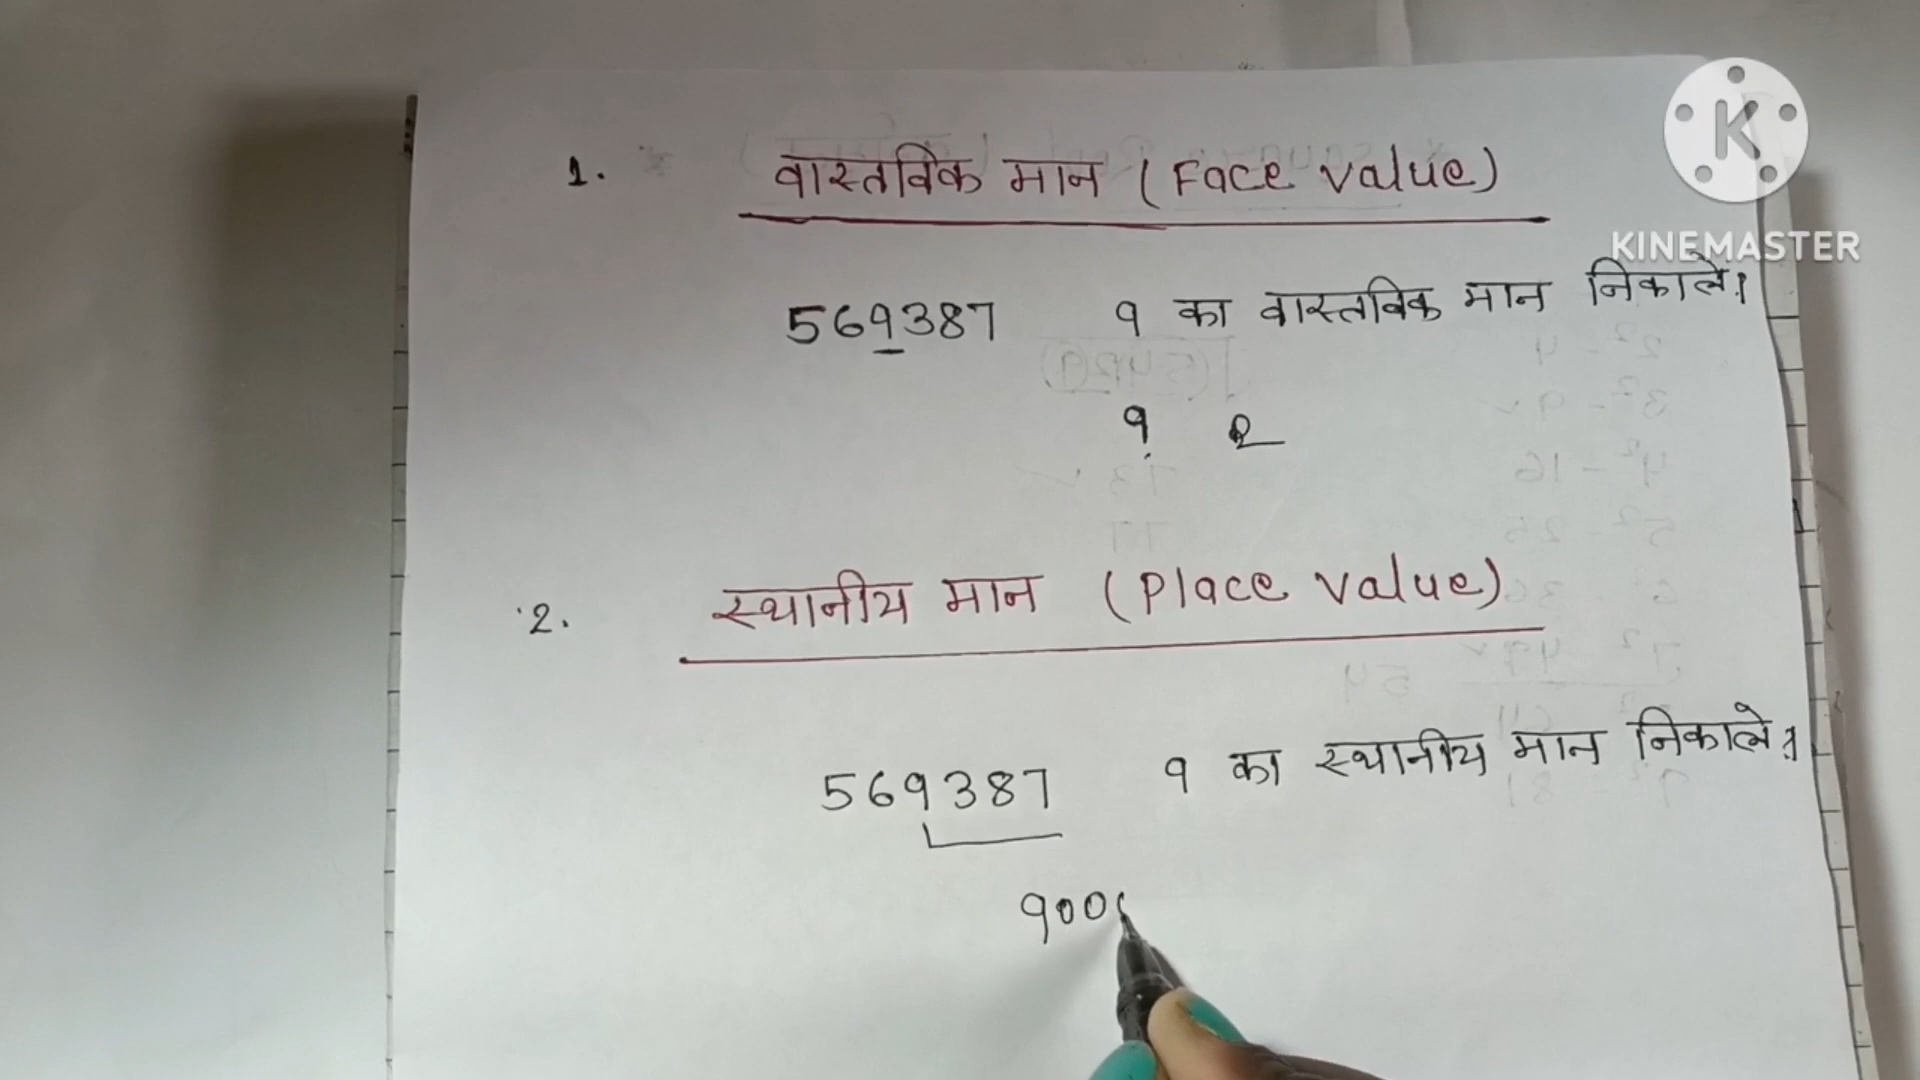 1. वास्तविक मान (Face value)
569387 9 का वास्तविक मान निकाले।
9
2. स्थानीय मान (Place value)
569387 9 का स्थानीय मान निकाले।
900
K
KINEMASTER